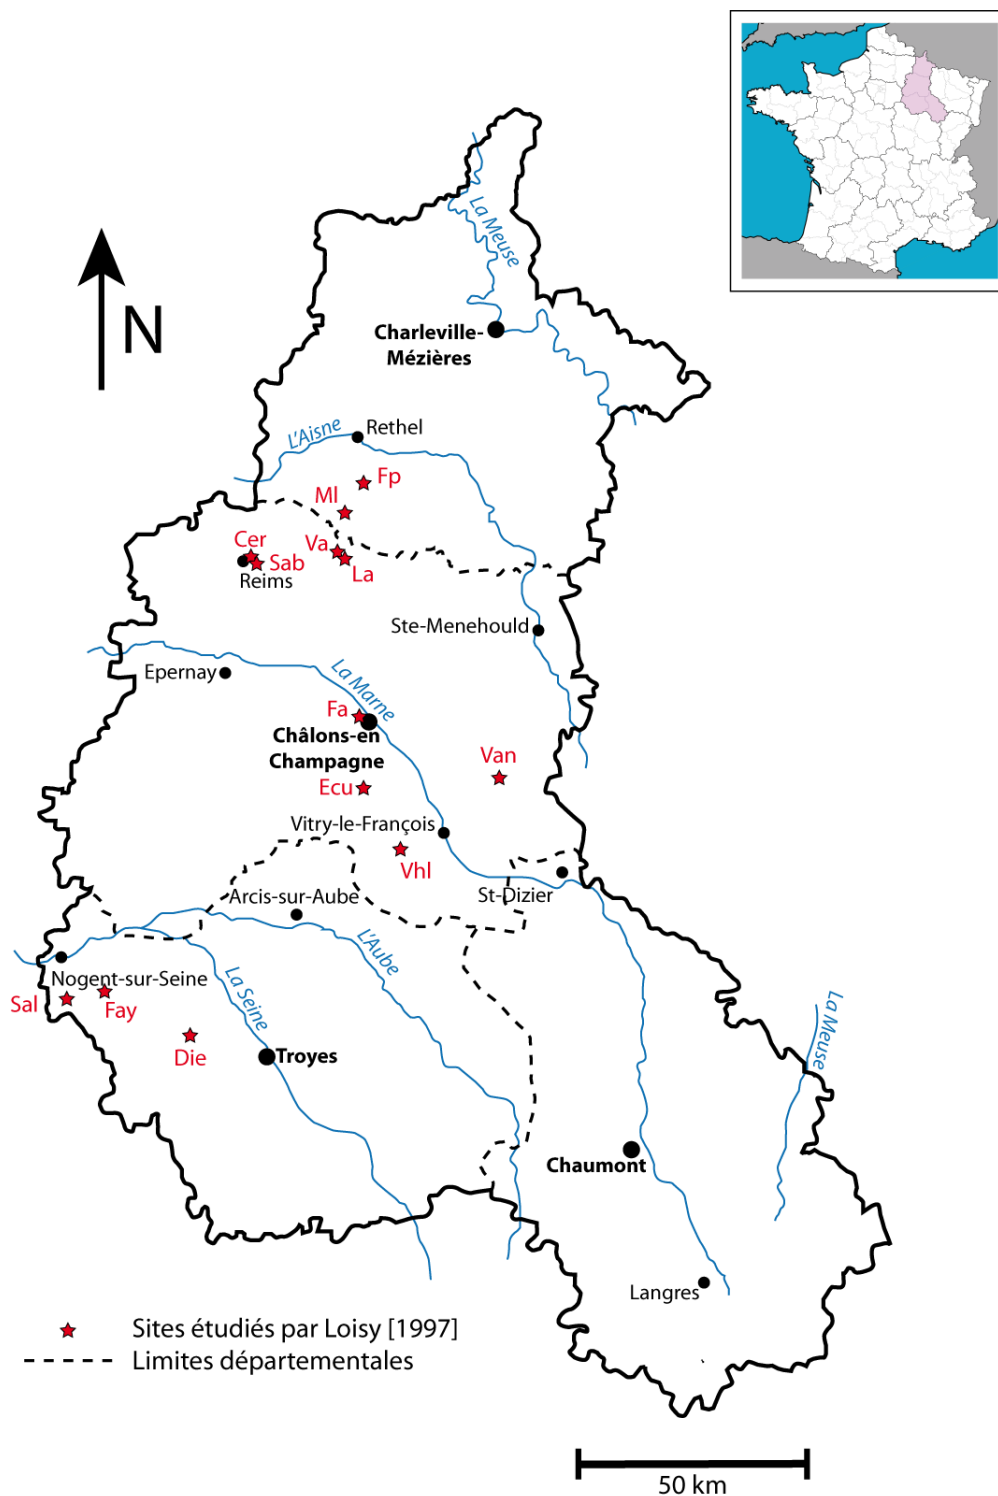 La Meuse
N
Charleville-
Mézières
L'Aisne
Rethel
Fp
Ml
Cer
Va
Sab
La
Reims
Ste-Menehould
Epernay
La Marne
Fa
Châlons-en
Champagne
Van
Ecu
Vitry-le-François
Vhl
St-Dizier
Arcis-sur-Aube
L'Aube
Nogent-sur-Seine
La Seine
Sal
Fay
Die
Troyes
La Meuse
Chaumont
Langres
Sites étudiés par Loisy [1997]
Limites départementales
50 km